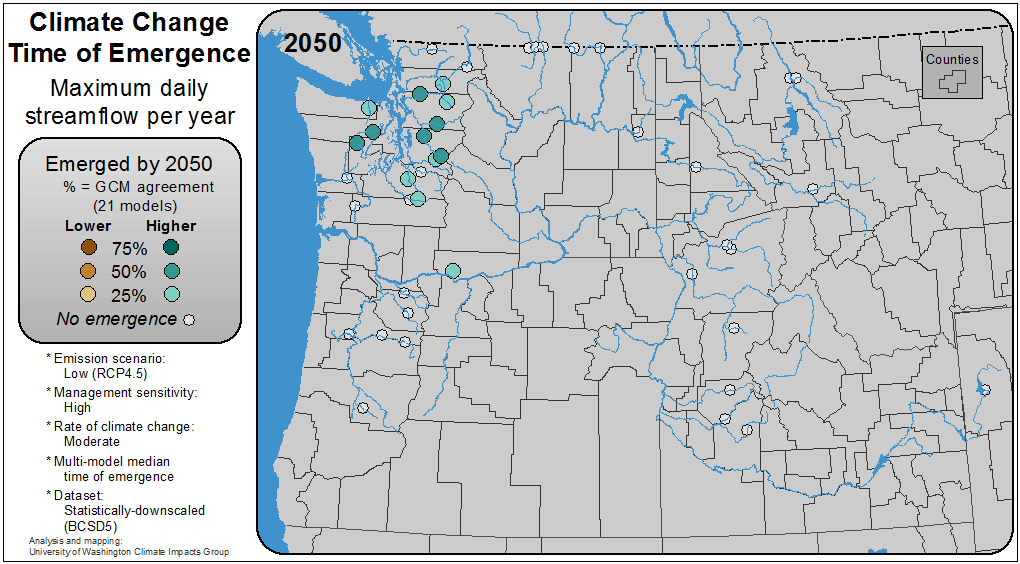 Climate Change
Time of Emergence
Maximum daily
streamflow per year
Emerged by 2050
% = GCM agreement
(21 models)
Lower Higher
75%
50%
25%
No emergence
* Emission scenario:
Low (RCP4.5)
* Management sensitivity:
High
* Rate of climate change:
Moderate
* Multi-model median
time of emergence
* Dataset:
Statistically-downscaled
(BCSD5)
Analysis and mapping:
University of Washington Climate Impacts Group
2050
Counties